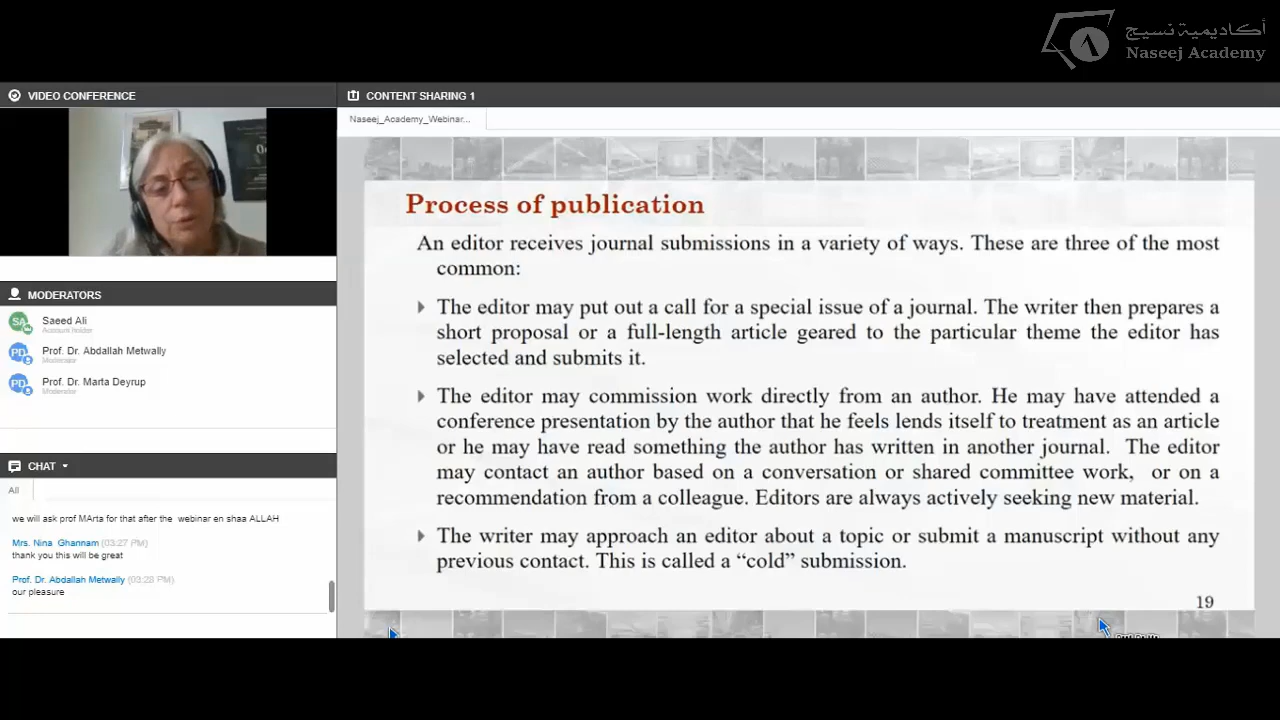 أكاديمية نسيج
Naseej Academy
VIDEO CONFERENCE
CONTENT SHARING 1
Naseej_Academy_Webinar...
MODERATORS
SA
Saeed Ali
Account holder
PD
Prof. Dr. Abdallah Metwally
Moderator
PD
Prof. Dr. Marta Deyrup
Moderator
CHAT
All
we will ask prof MArta for that after the webinar en shaa ALLAH
Mrs. Nina Ghannam (03:27 PM)
thank you this will be great
Prof. Dr. Abdallah Metwally (03:28 PM)
our pleasure
Process of publication
An editor receives journal submissions in a variety of ways. These are three of the most
common:
The editor may put out a call for a special issue of a journal. The writer then prepares a
short proposal or a full-length article geared to the particular theme the editor has
selected and submits it.
The editor may commission work directly from an author. He may have attended a
conference presentation by the author that he feels lends itself to treatment as an article
or he may have read something the author has written in another journal. The editor
may contact an author based on a conversation or shared committee work, or on a
recommendation from a colleague. Editors are always actively seeking new material.
The writer may approach an editor about a topic or submit a manuscript without any
previous contact. This is called a “cold” submission.
19